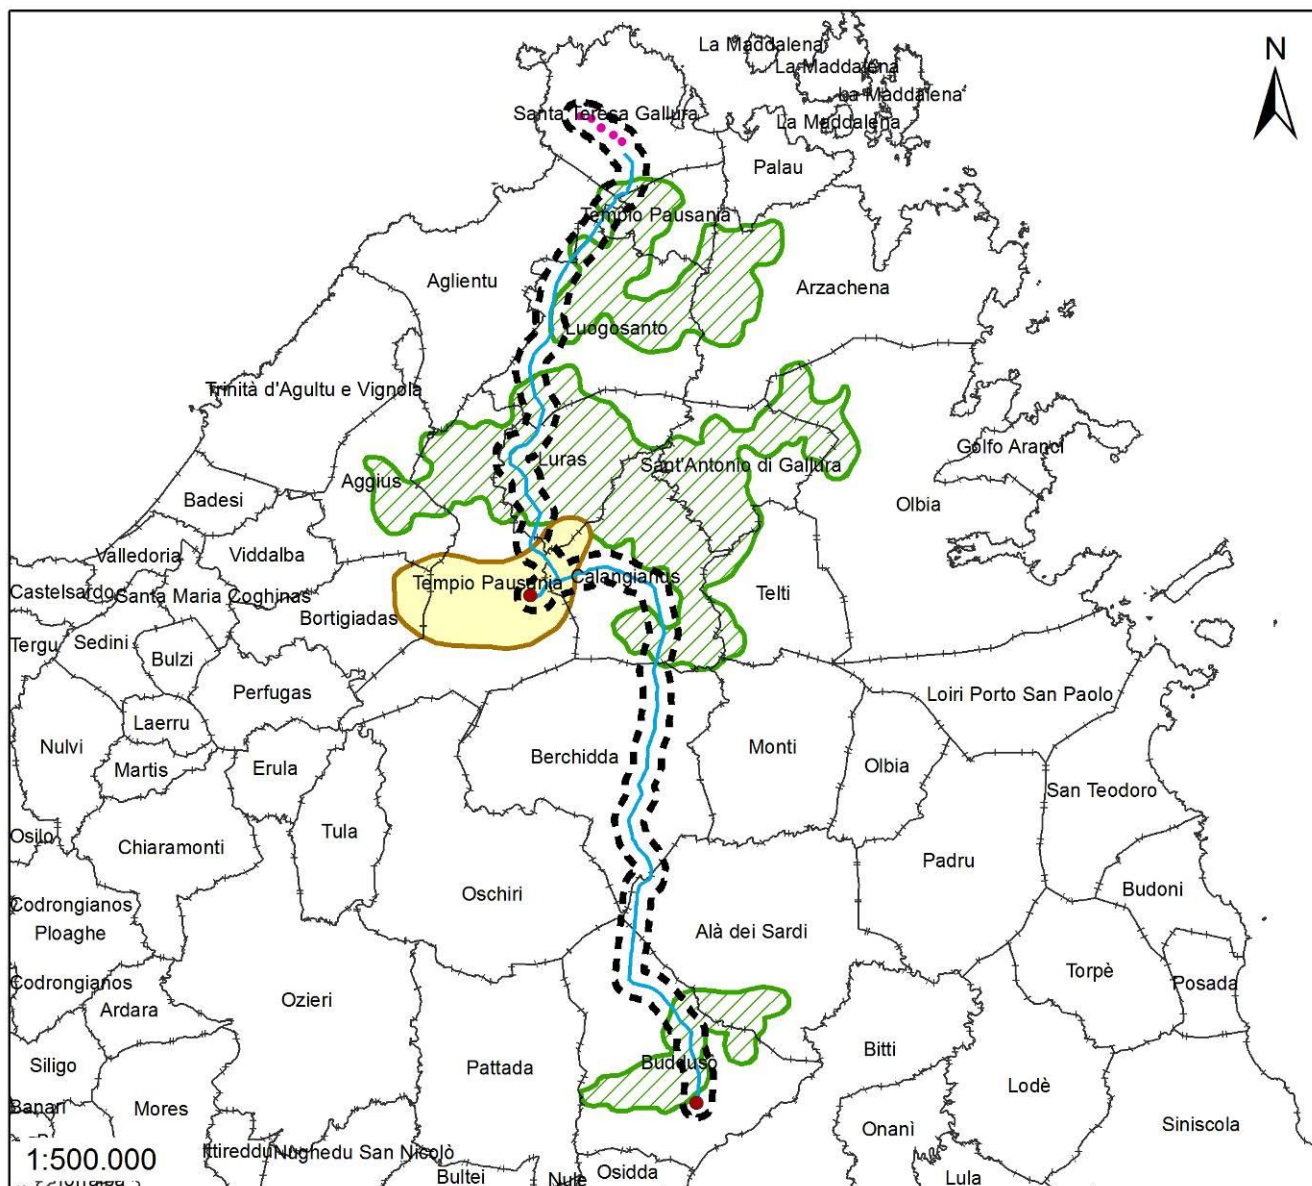 N
La Maddalena
La Maddalena
La Maddalena
La Maddalena
Santa Teresa Gallura
Palau
Tempio Pausania
Aglientu
Arzachena
Luogosanto
Trinità d'Agultu e Vignola
Golfo Aranci
Luras
Sant'Antonio di Gallura
Aggius
Badesi
Olbia
Valledoria
Viddalba
Tempio Pausania
Calangianus
Castelsardo
Santa Maria Coghinas
Telti
Bortigiadas
Tergu
Sedini
Bulzi
Perfugas
Loiri Porto San Paolo
Laerru
Nulvi
Berchidda
Monti
Martis
Erula
Olbia
San Teodoro
Osilo
Tula
Chiaramonti
Padru
Budoni
Oschiri
Codrongianos
Ploaghe
Alà dei Sardi
Torpè
Codrongianos
Posada
Ozieri
Ardara
Bitti
Siligo
Pattada
Buddusò
Lodè
Banari
Mores
Onanì
Siniscola
Ittireddu
Nughedu San Nicolò
1:500.000
Bultei
Nule
Osidda
Lula